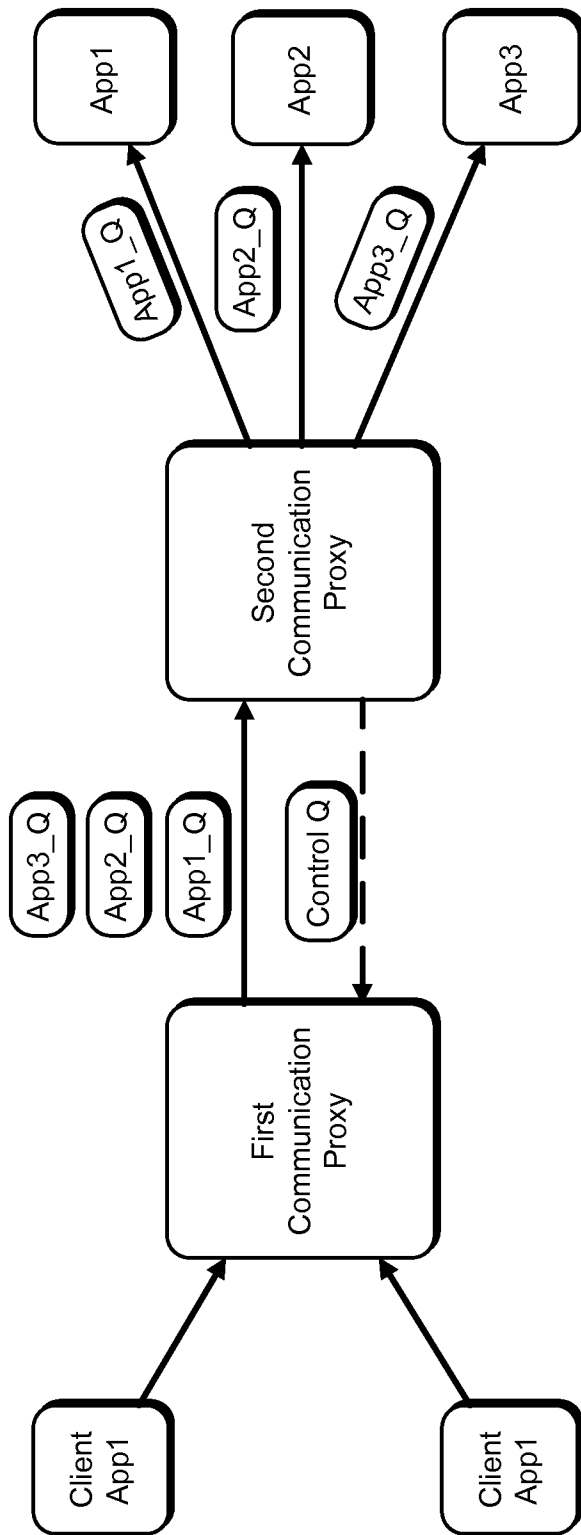 Client
App1
Client
App1
First
Communication
Proxy
App3_Q
App2_Q
App1_Q
Control Q
Second
Communication
Proxy
App1_Q
App2_Q
App3_Q
App1
App2
App3